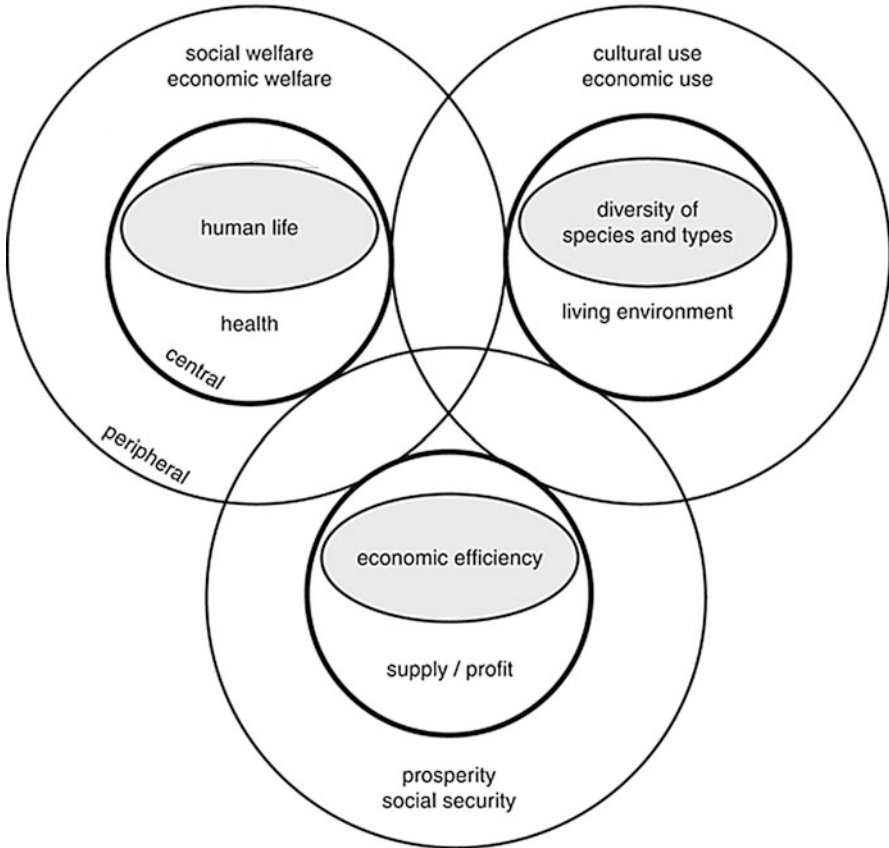 social welfare
economic welfare
cultural use
economic use
human life
diversity of
species and types
health
living environment
central
peripheral
economic efficiency
supply / profit
prosperity
social security